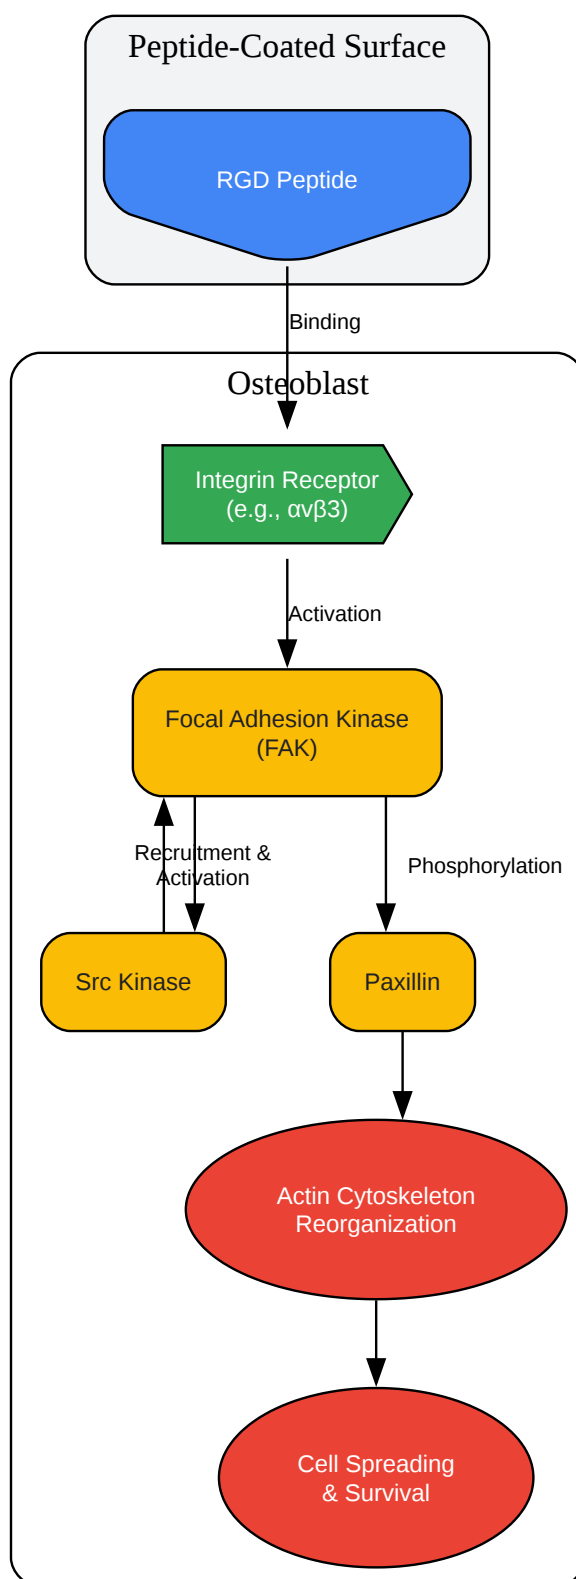 Peptide-Coated Surface
RGD Peptide
Binding
Osteoblast
Integrin Receptor
(e.g., αvβ3)
Activation
Focal Adhesion Kinase
(FAK)
Recruitment &
Activation
Phosphorylation
Src Kinase
Paxillin
Actin Cytoskeleton
Reorganization
Cell Spreading
& Survival